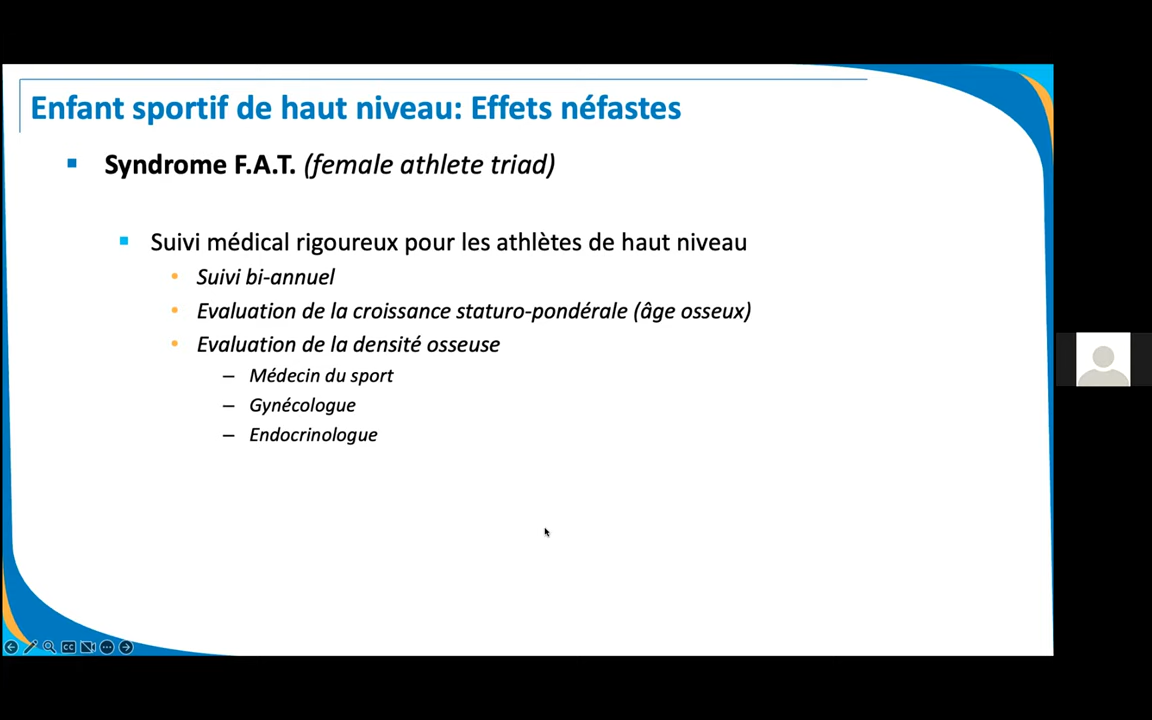 Enfant sportif de haut niveau: Effets néfastes
Syndrome F.A.T. (female athlete triad)
Suivi médical rigoureux pour les athlètes de haut niveau
Suivi bi-annuel
Evaluation de la croissance staturo-pondérale (âge osseux)
Evaluation de la densité osseuse
– Médecin du sport
– Gynécologue
– Endocrinologue
CC